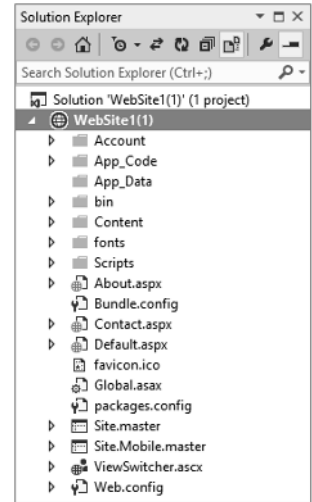 Solution Explorer
Search Solution Explorer (Ctrl+;)
Solution 'WebSite1(1)' (1 project)
WebSite1(1)
Account
App_Code
App_Data
bin
Content
fonts
Scripts
About.aspx
Bundle.config
Contact.aspx
Default.aspx
favicon.ico
Global.asax
packages.config
Site.master
Site.Mobile.master
ViewSwitcher.ascx
Web.config